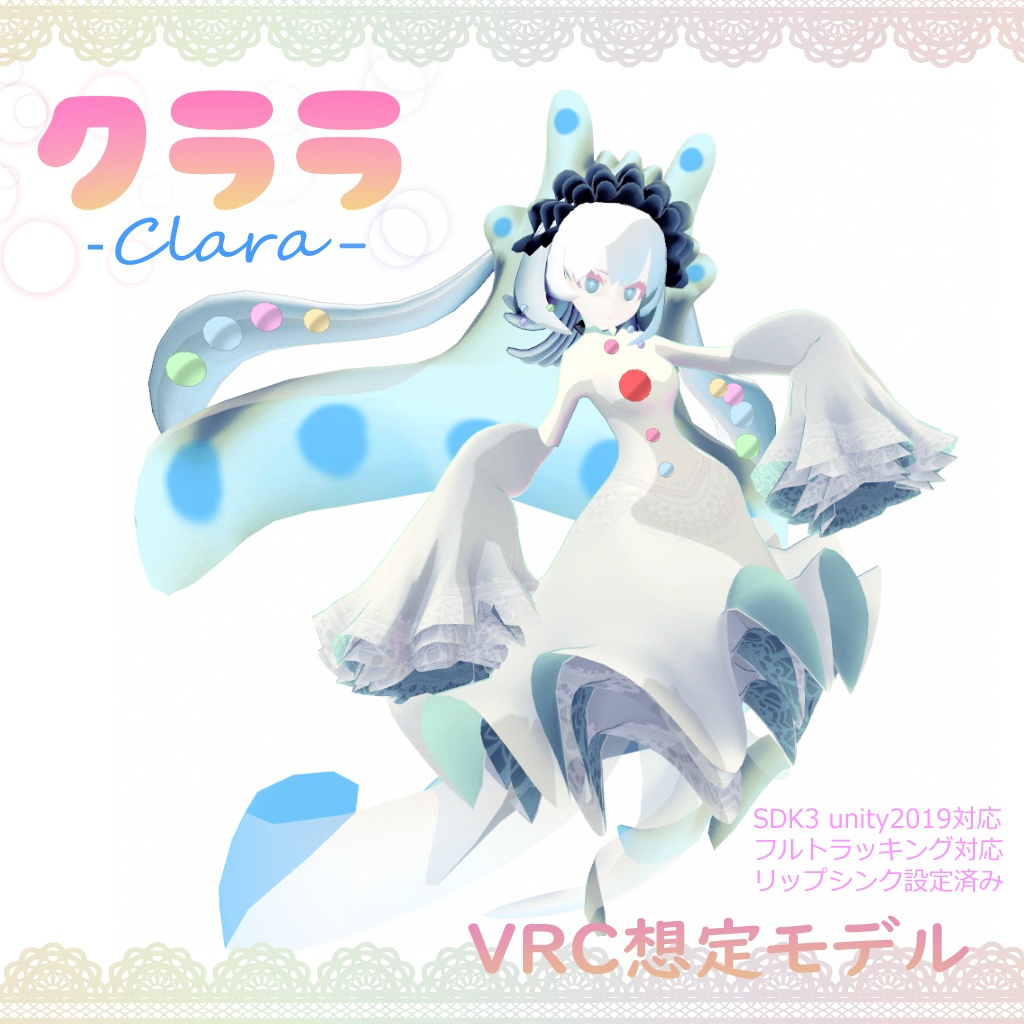 クララ
-Clara-
SDK3 unity2019対応
フルトラッキング対応
リップシンク設定済み
VRC想定モデル